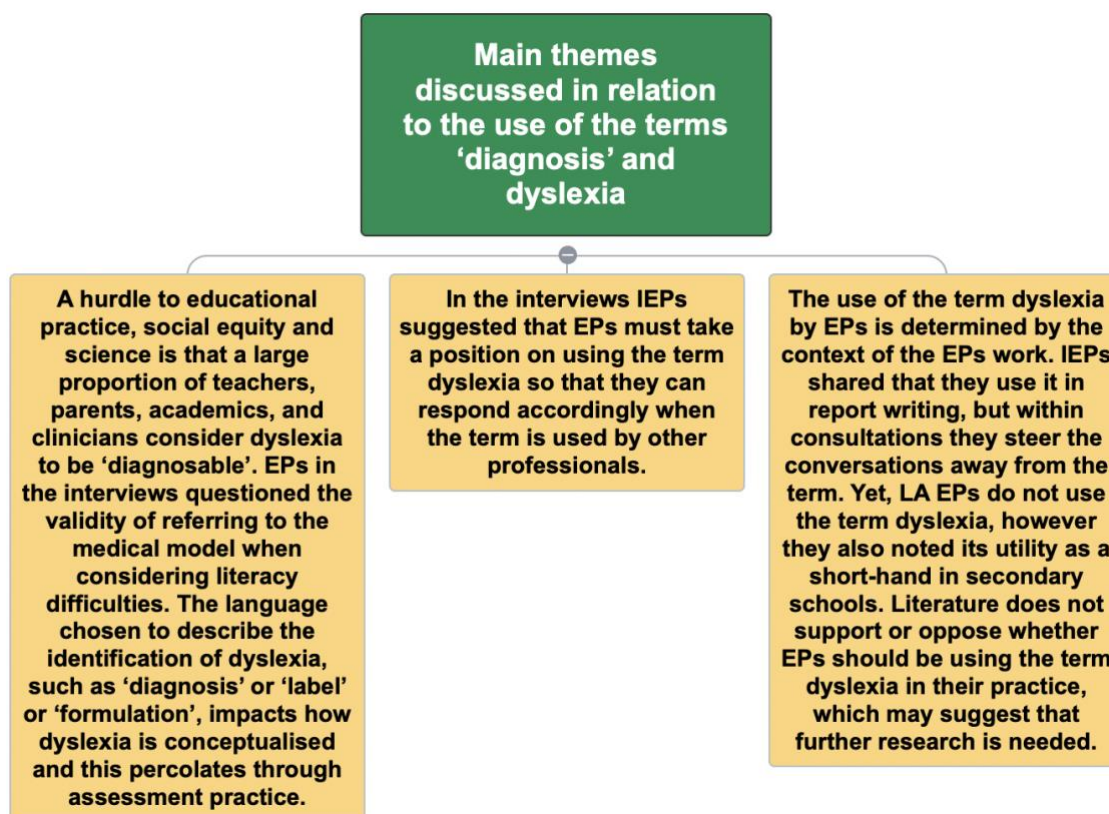 Main themes
discussed in relation
to the use of the terms
‘diagnosis’ and
dyslexia
A hurdle to educational
practice, social equity and
science is that a large
proportion of teachers,
parents, academics, and
clinicians consider dyslexia
to be ‘diagnosable’. EPs in
the interviews questioned the
validity of referring to the
medical model when
considering literacy
difficulties. The language
chosen to describe the
identification of dyslexia,
such as ‘diagnosis’ or ‘label’
or ‘formulation’, impacts how
dyslexia is conceptualised
and this percolates through
assessment practice.
In the interviews IEPs
suggested that EPs must take
a position on using the term
dyslexia so that they can
respond accordingly when
the term is used by other
professionals.
The use of the term dyslexia
by EPs is determined by the
context of the EPs work. IEPs
shared that they use it in
report writing, but within
consultations they steer the
conversations away from the
term. Yet, LA EPs do not use
the term dyslexia, however
they also noted its utility as a
short-hand in secondary
schools. Literature does not
support or oppose whether
EPs should be using the term
dyslexia in their practice,
which may suggest that
further research is needed.